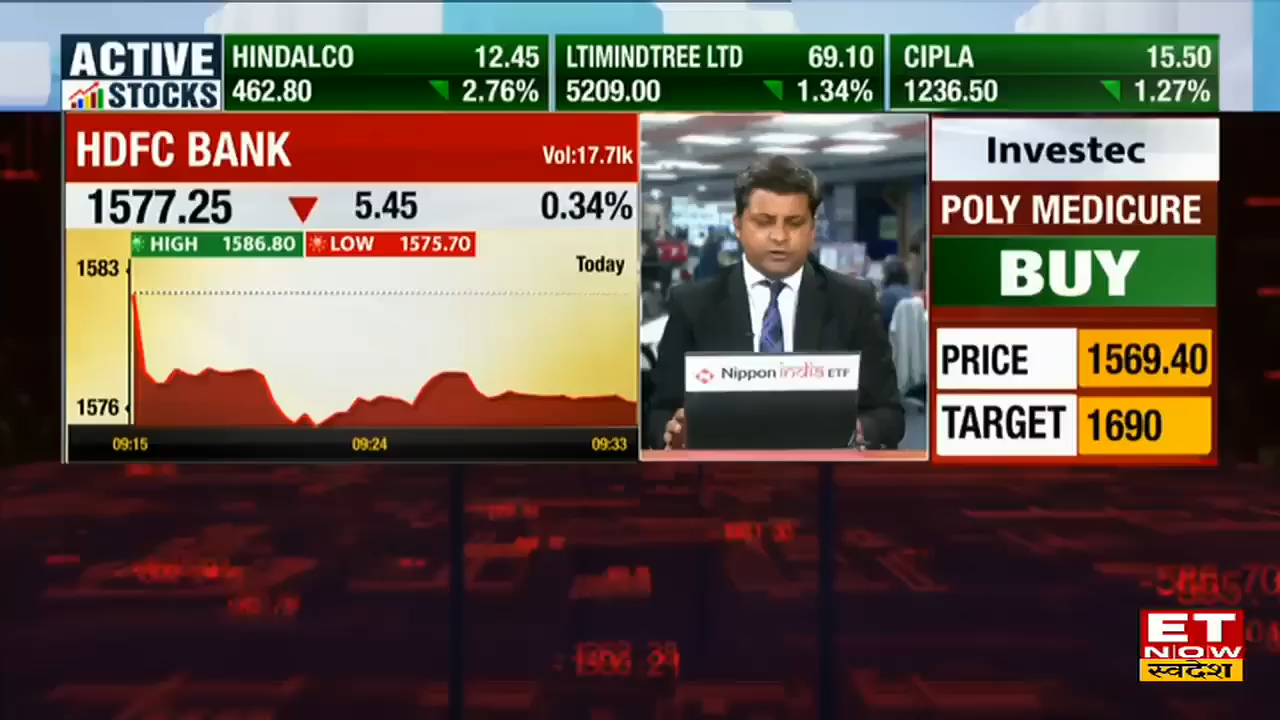 ACTIVE
STOCKS
HINDALCO 12.45
462.80 2.76%
LTIMINDTREE LTD 69.10
5209.00 1.34%
CIPLA 15.50
1236.50 1.27%
HDFC BANK Vol:17.7lk
1577.25 5.45 0.34%
HIGH 1586.80 LOW 1575.70
Today
1583
1576
09:15 09:24 09:33
Nippon india ETF
Investec
POLY MEDICURE
BUY
PRICE 1569.40
TARGET 1690
ET
NOW
स्वदेश